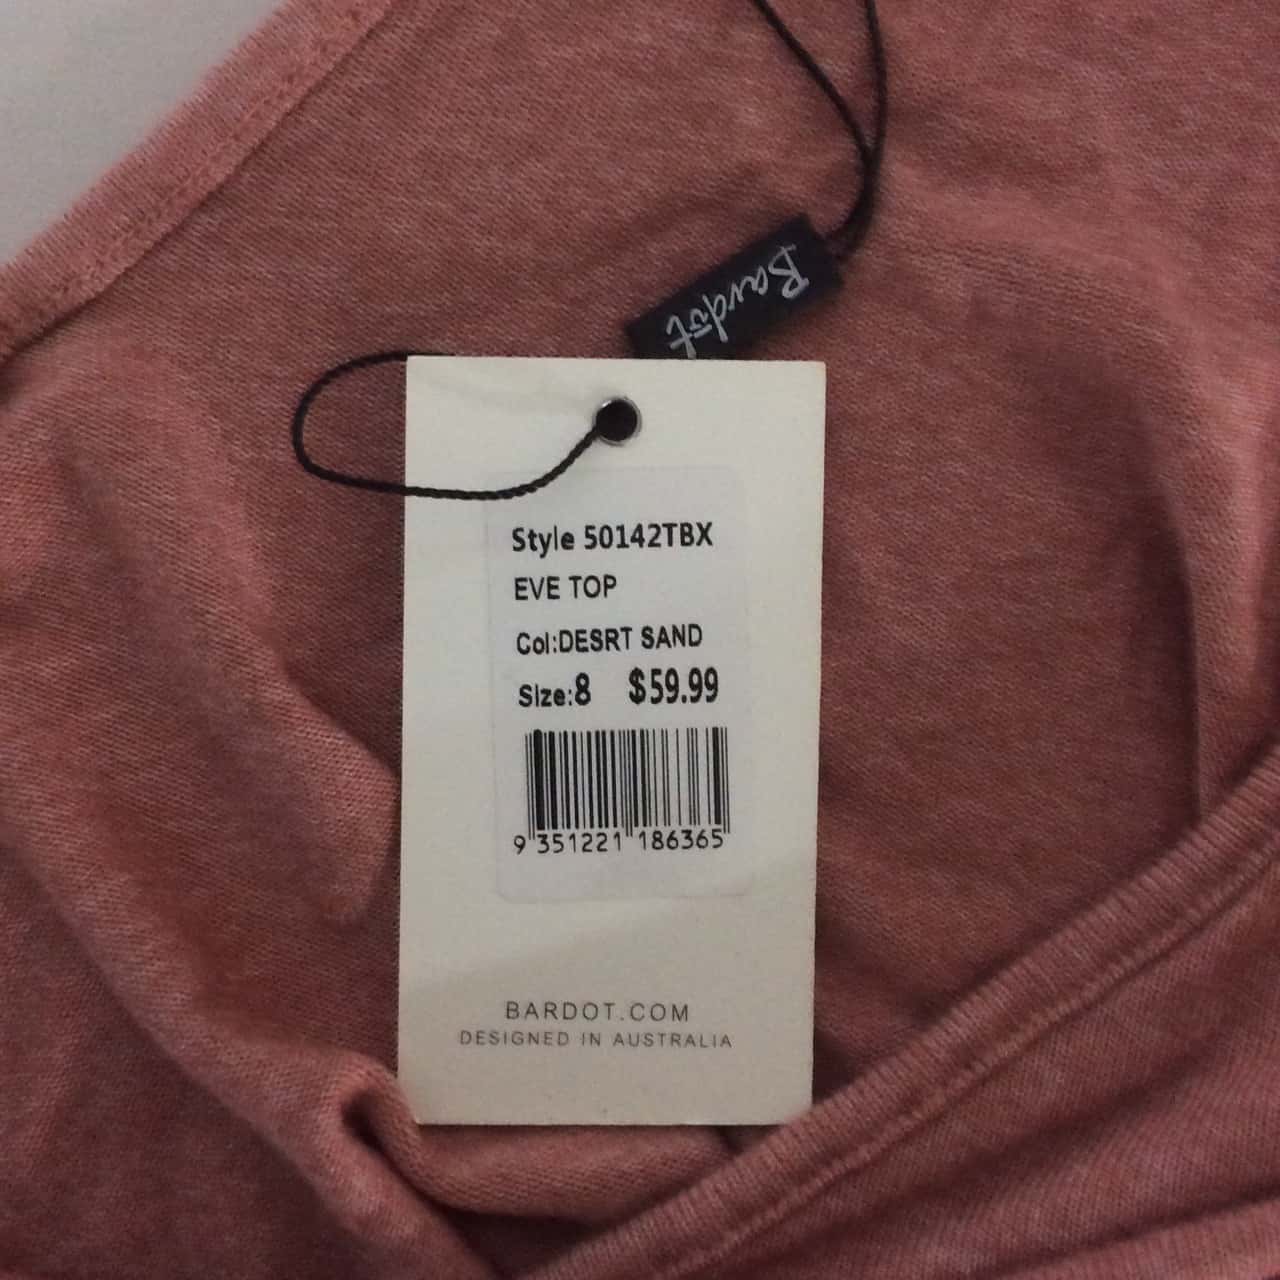 Bardot
Style 50142TBX
EVE TOP
Col:DESRT SAND
Size:8 $59.99
9 351221 186365
BARDOT.COM
DESIGNED IN AUSTRALIA